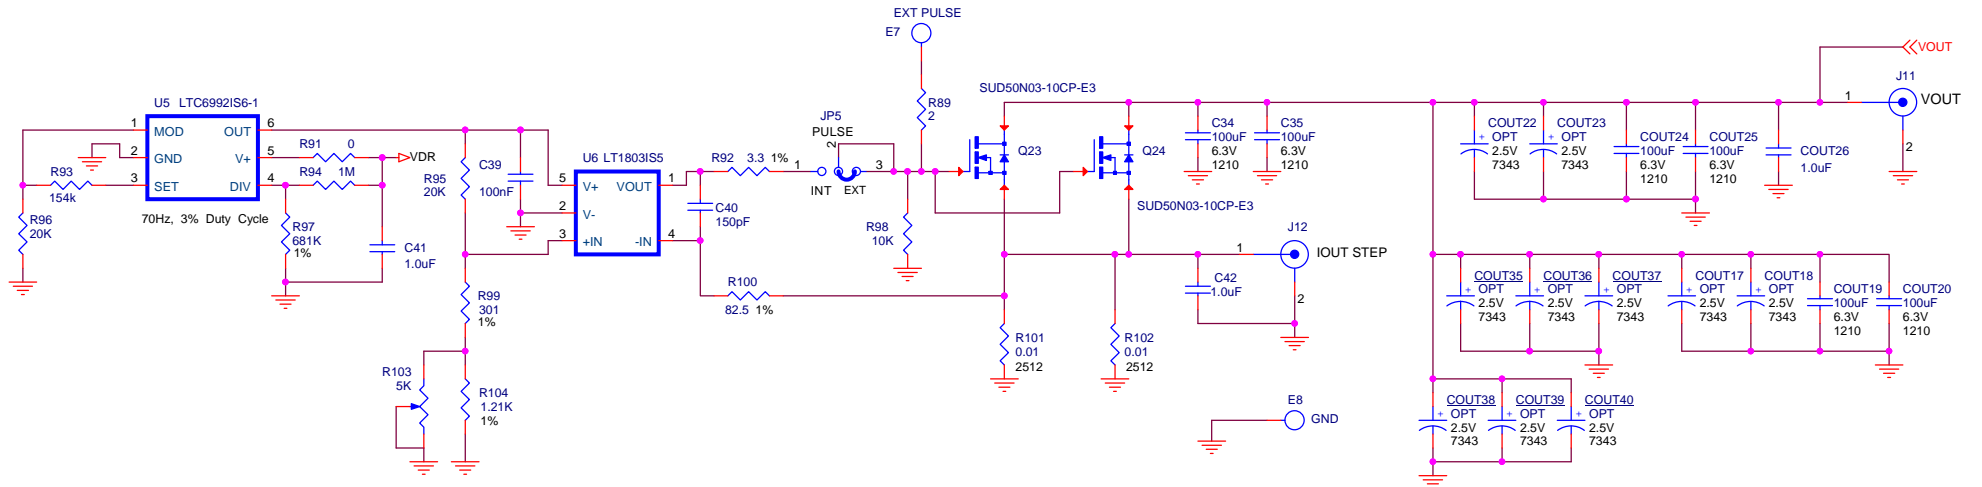 EXT PULSE
E7
VOUT
J11
1
VOUT
2
U5 LTC6992IS6-1
1
MOD
OUT
6
2
GND
V+
5
3
SET
DIV
4
70Hz, 3% Duty Cycle
R93
154k
R96
20K
R91
0
R94
1M
VDR
R97
681K
1%
C41
1.0uF
R95
20K
C39
100nF
U6 LT1803IS5
5
V+
VOUT
1
2
V-
3
+IN
-IN
4
R92
3.3
1%
C40
150pF
R99
301
1%
R103
5K
R104
1.21K
1%
R100
82.5
1%
JP5
PULSE
1
2
3
INT
EXT
R89
2
R98
10K
SUD50N03-10CP-E3
Q23
Q24
SUD50N03-10CP-E3
C34
100uF
6.3V
1210
C35
100uF
6.3V
1210
J12
1
IOUT STEP
2
C42
1.0uF
R101
0.01
2512
R102
0.01
2512
E8
GND
COUT22
+
OPT
2.5V
7343
COUT23
+
OPT
2.5V
7343
COUT24
100uF
6.3V
1210
COUT25
100uF
6.3V
1210
COUT26
1.0uF
COUT35
+
OPT
2.5V
7343
COUT36
+
OPT
2.5V
7343
COUT37
+
OPT
2.5V
7343
COUT17
+
OPT
2.5V
7343
COUT18
+
OPT
2.5V
7343
COUT19
100uF
6.3V
1210
COUT20
100uF
6.3V
1210
COUT38
+
OPT
2.5V
7343
COUT39
+
OPT
2.5V
7343
COUT40
+
OPT
2.5V
7343